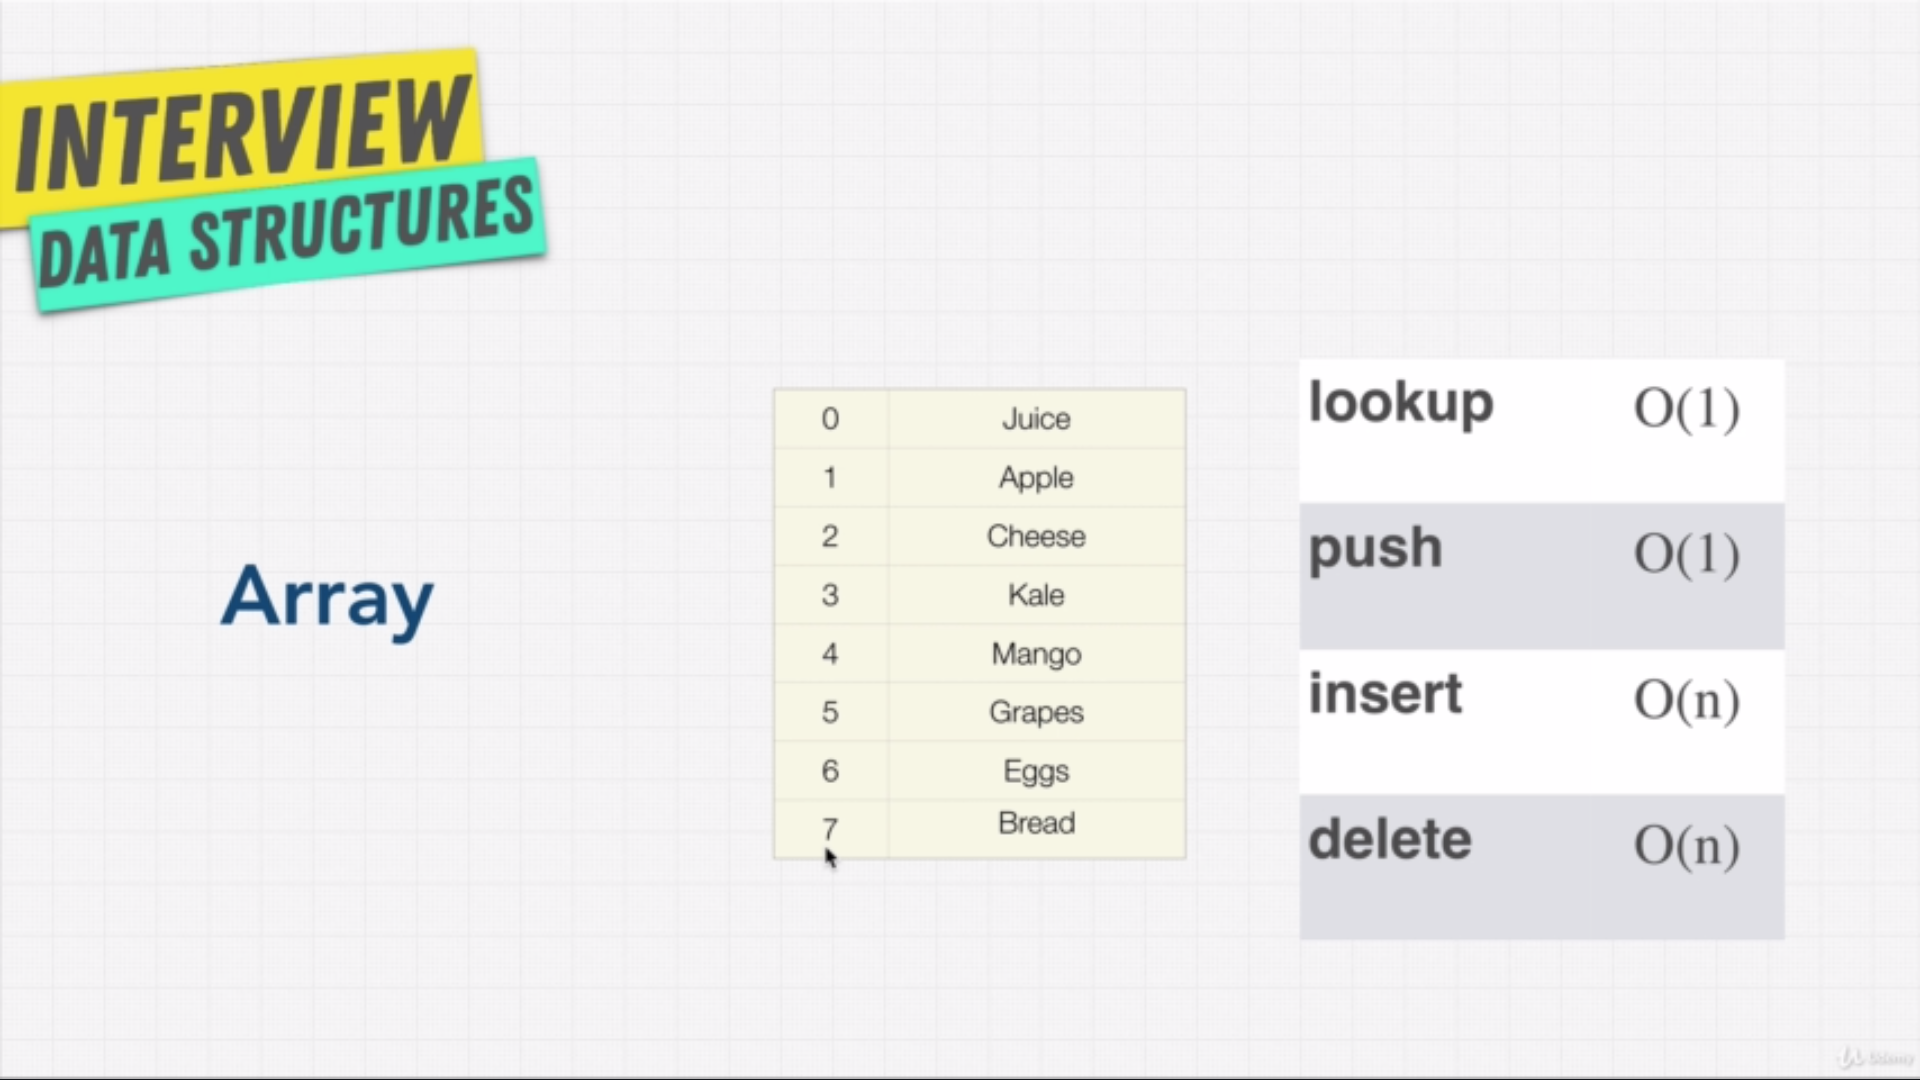 INTERVIEW
DATA STRUCTURES
Array
0 Juice
1 Apple
2 Cheese
3 Kale
4 Mango
5 Grapes
6 Eggs
7 Bread
lookup O(1)
push O(1)
insert O(n)
delete O(n)
Udemy